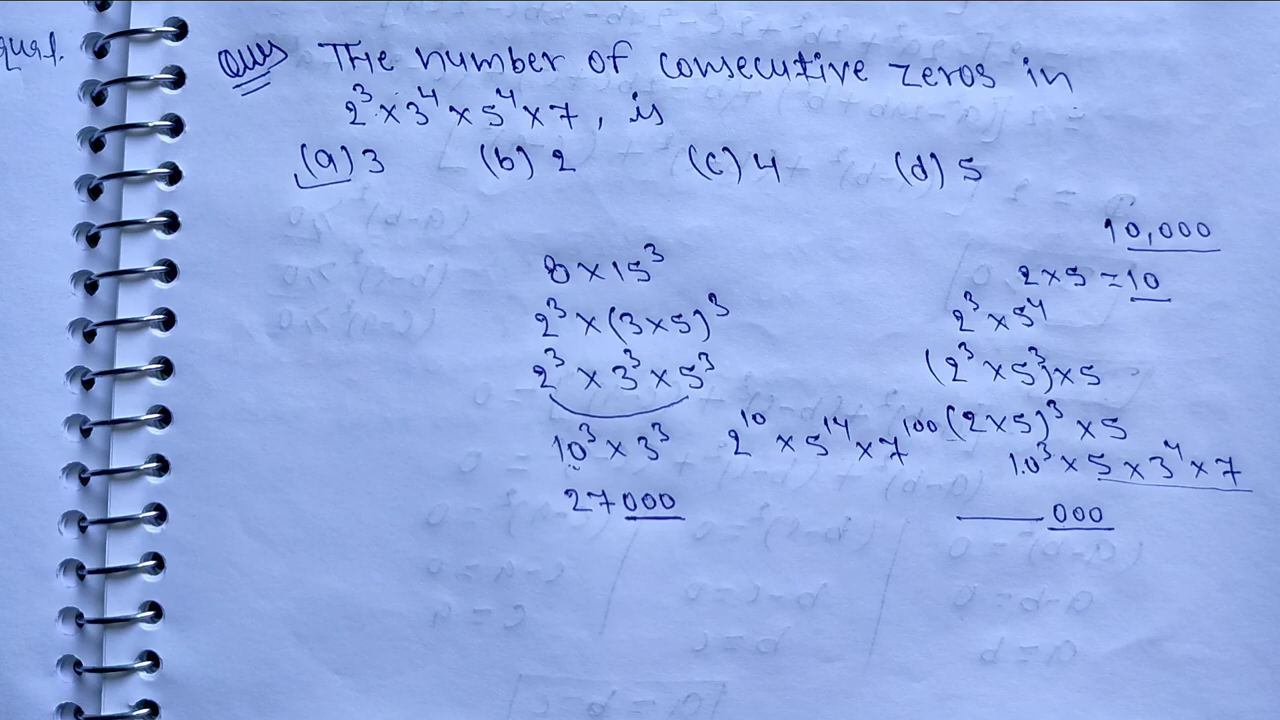 Ques The number of consecutive zeros in
2³ × 3⁴ × 5⁴ × 7, is
(a) 3 (b) 2 (c) 4 (d) 5
8 × 15³
2³ × (3 × 5)³
2³ × 3³ × 5³
10³ × 3³
27000
2¹⁰ × 5¹⁴ × 7¹⁰⁰
10,000
2 × 5 = 10
2³ × 5⁴
(2³ × 5³) × 5
(2 × 5)³ × 5
10³ × 5 × 3⁴ × 7
000